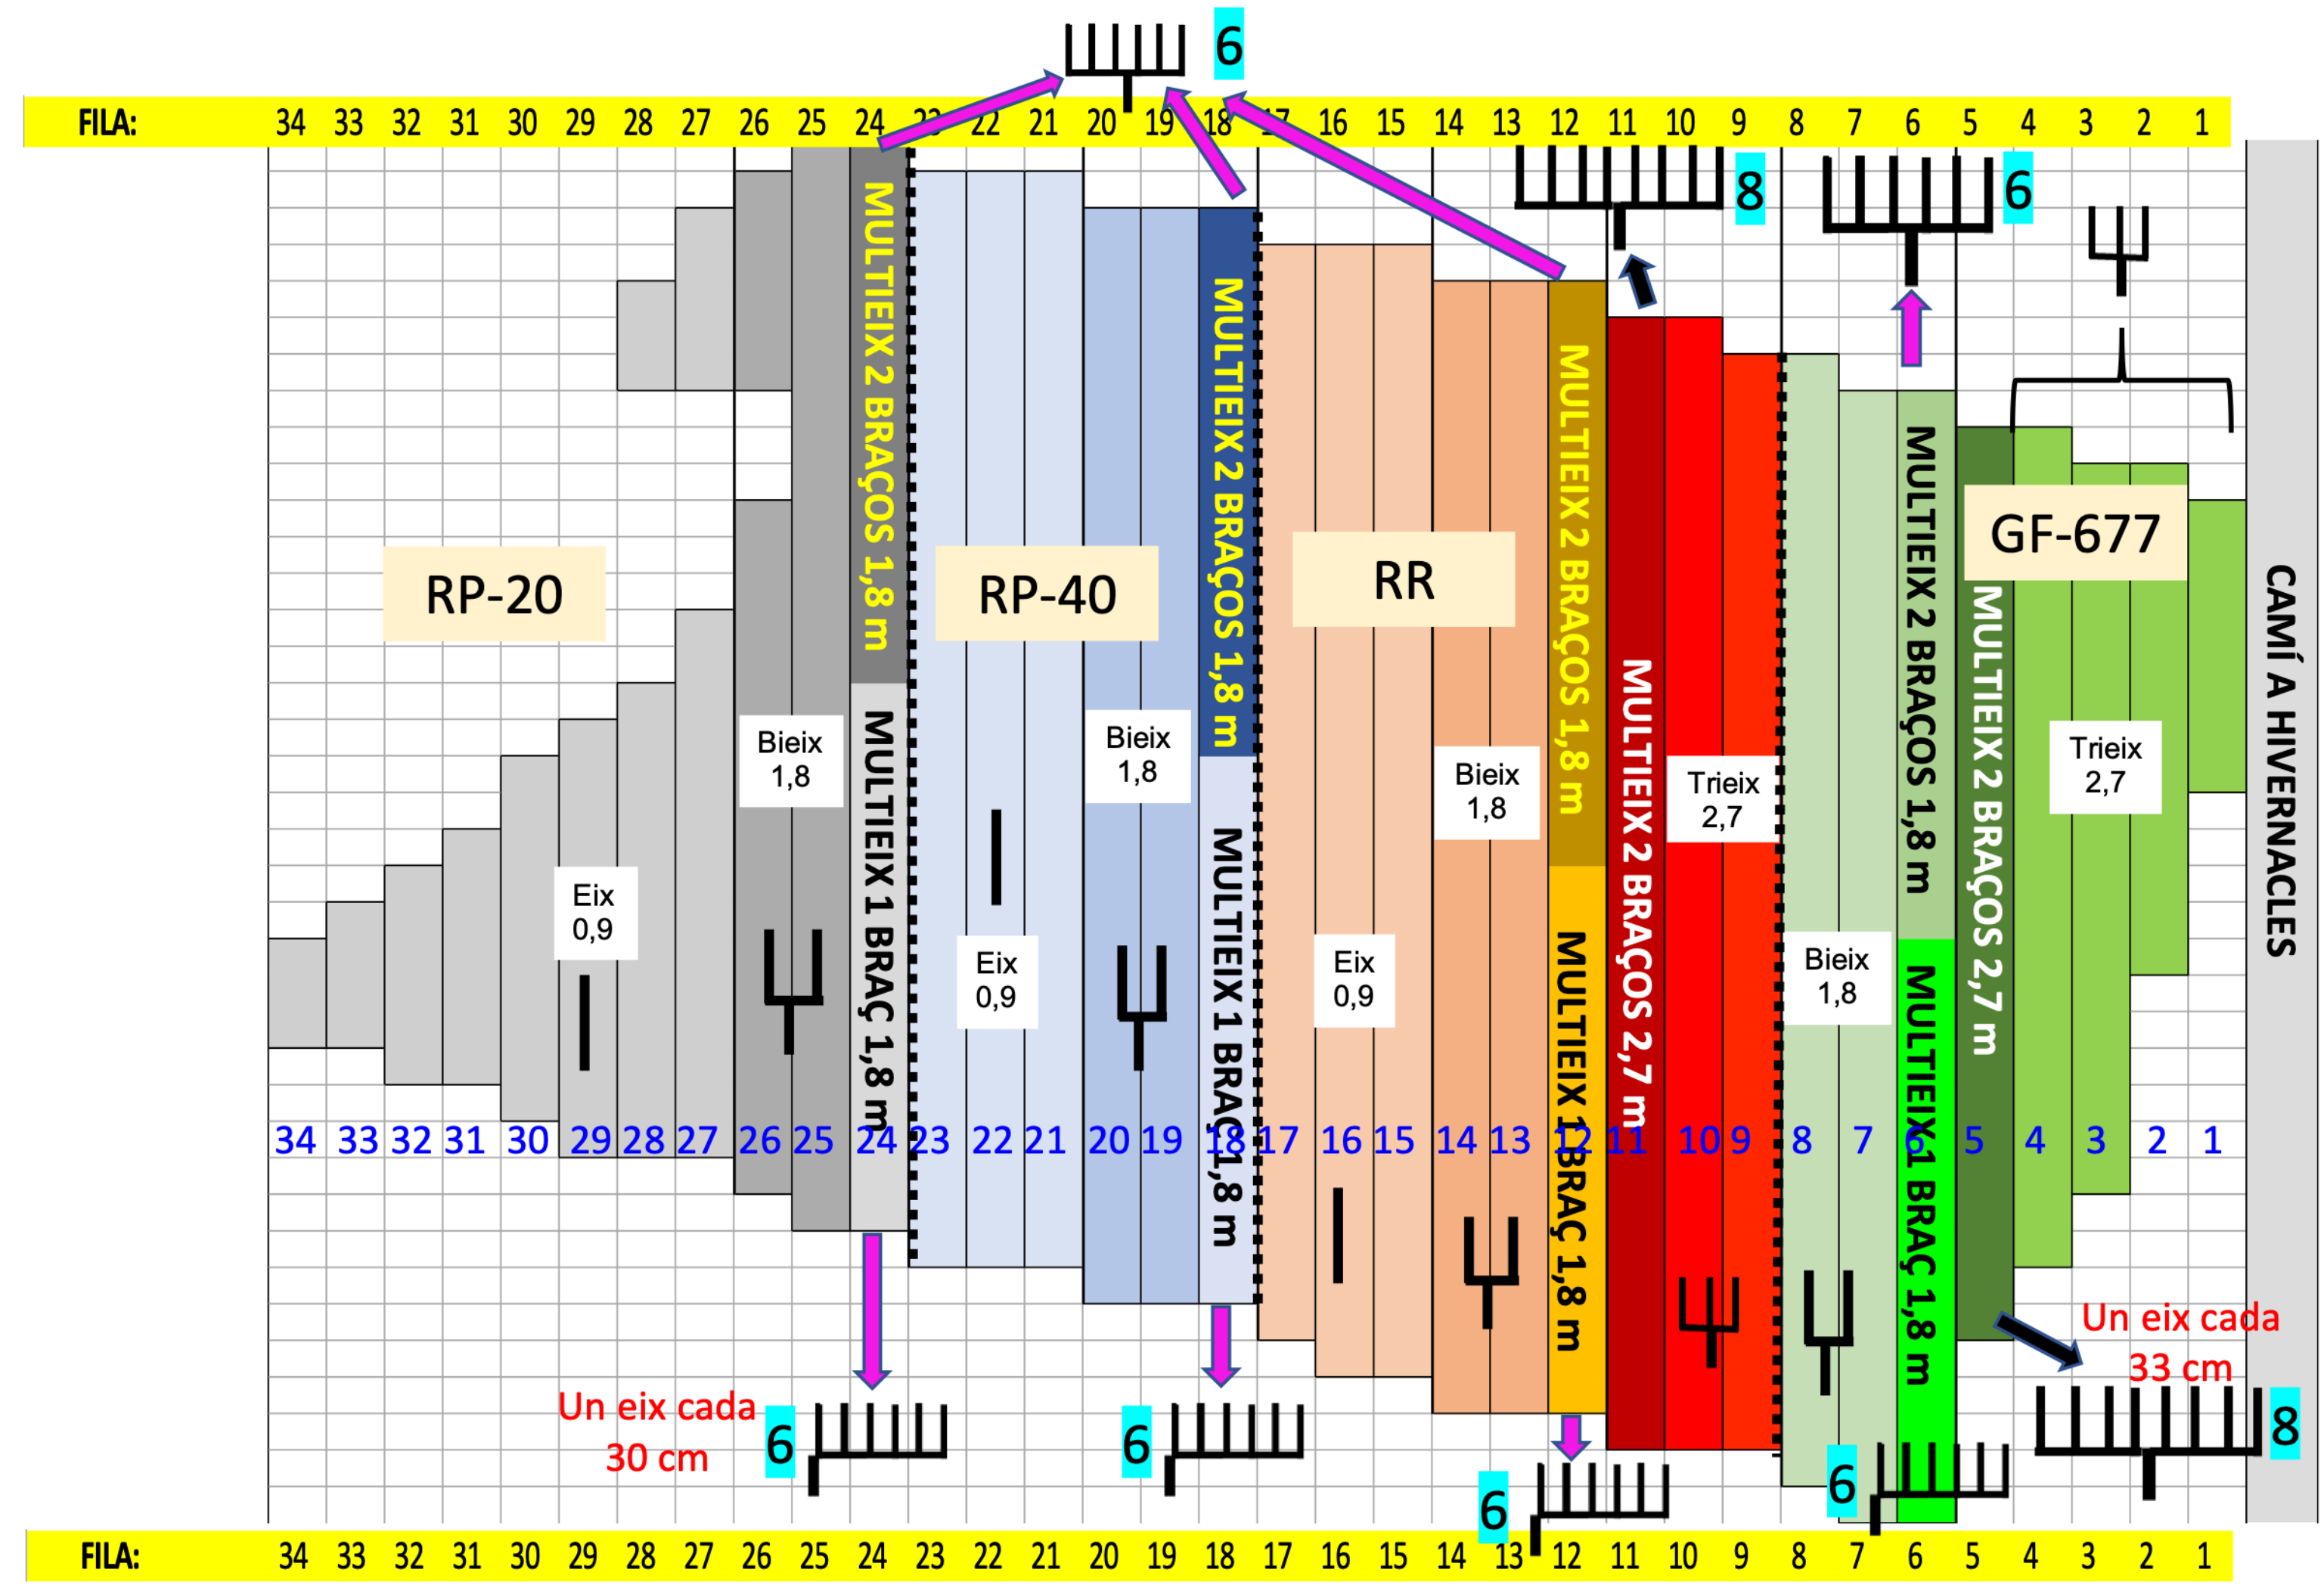 6
FILA: 34 33 32 31 30 29 28 27 26 25 24 23 22 21 20 19 18 17 16 15 14 13 12 11 10 9 8 7 6 5 4 3 2 1
8
6
MULTIEIX 2 BRAÇOS 1,8 m
MULTIEIX 2 BRAÇOS 1,8 m
MULTIEIX 2 BRAÇOS 1,8 m
MULTIEIX 2 BRAÇOS 2,7 m
MULTIEIX 2 BRAÇOS 1,8 m
MULTIEIX 2 BRAÇOS 2,7 m
CAMÍ A HIVERNACLES
RP-20
RP-40
RR
GF-677
Bieix
1,8
Bieix
1,8
Bieix
1,8
Trieix
2,7
Trieix
2,7
Eix
0,9
Eix
0,9
Eix
0,9
Bieix
1,8
MULTIEIX 1 BRAÇ 1,8 m
MULTIEIX 1 BRAÇ 1,8 m
MULTIEIX 1 BRAÇ 1,8 m
MULTIEIX 1 BRAÇ 1,8 m
34 33 32 31 30 29 28 27 26 25 24 23 22 21 20 19 18 17 16 15 14 13 12 11 10 9 8 7 6 5 4 3 2 1
Un eix cada
33 cm
Un eix cada
30 cm
6
6
6
6
8
FILA: 34 33 32 31 30 29 28 27 26 25 24 23 22 21 20 19 18 17 16 15 14 13 12 11 10 9 8 7 6 5 4 3 2 1